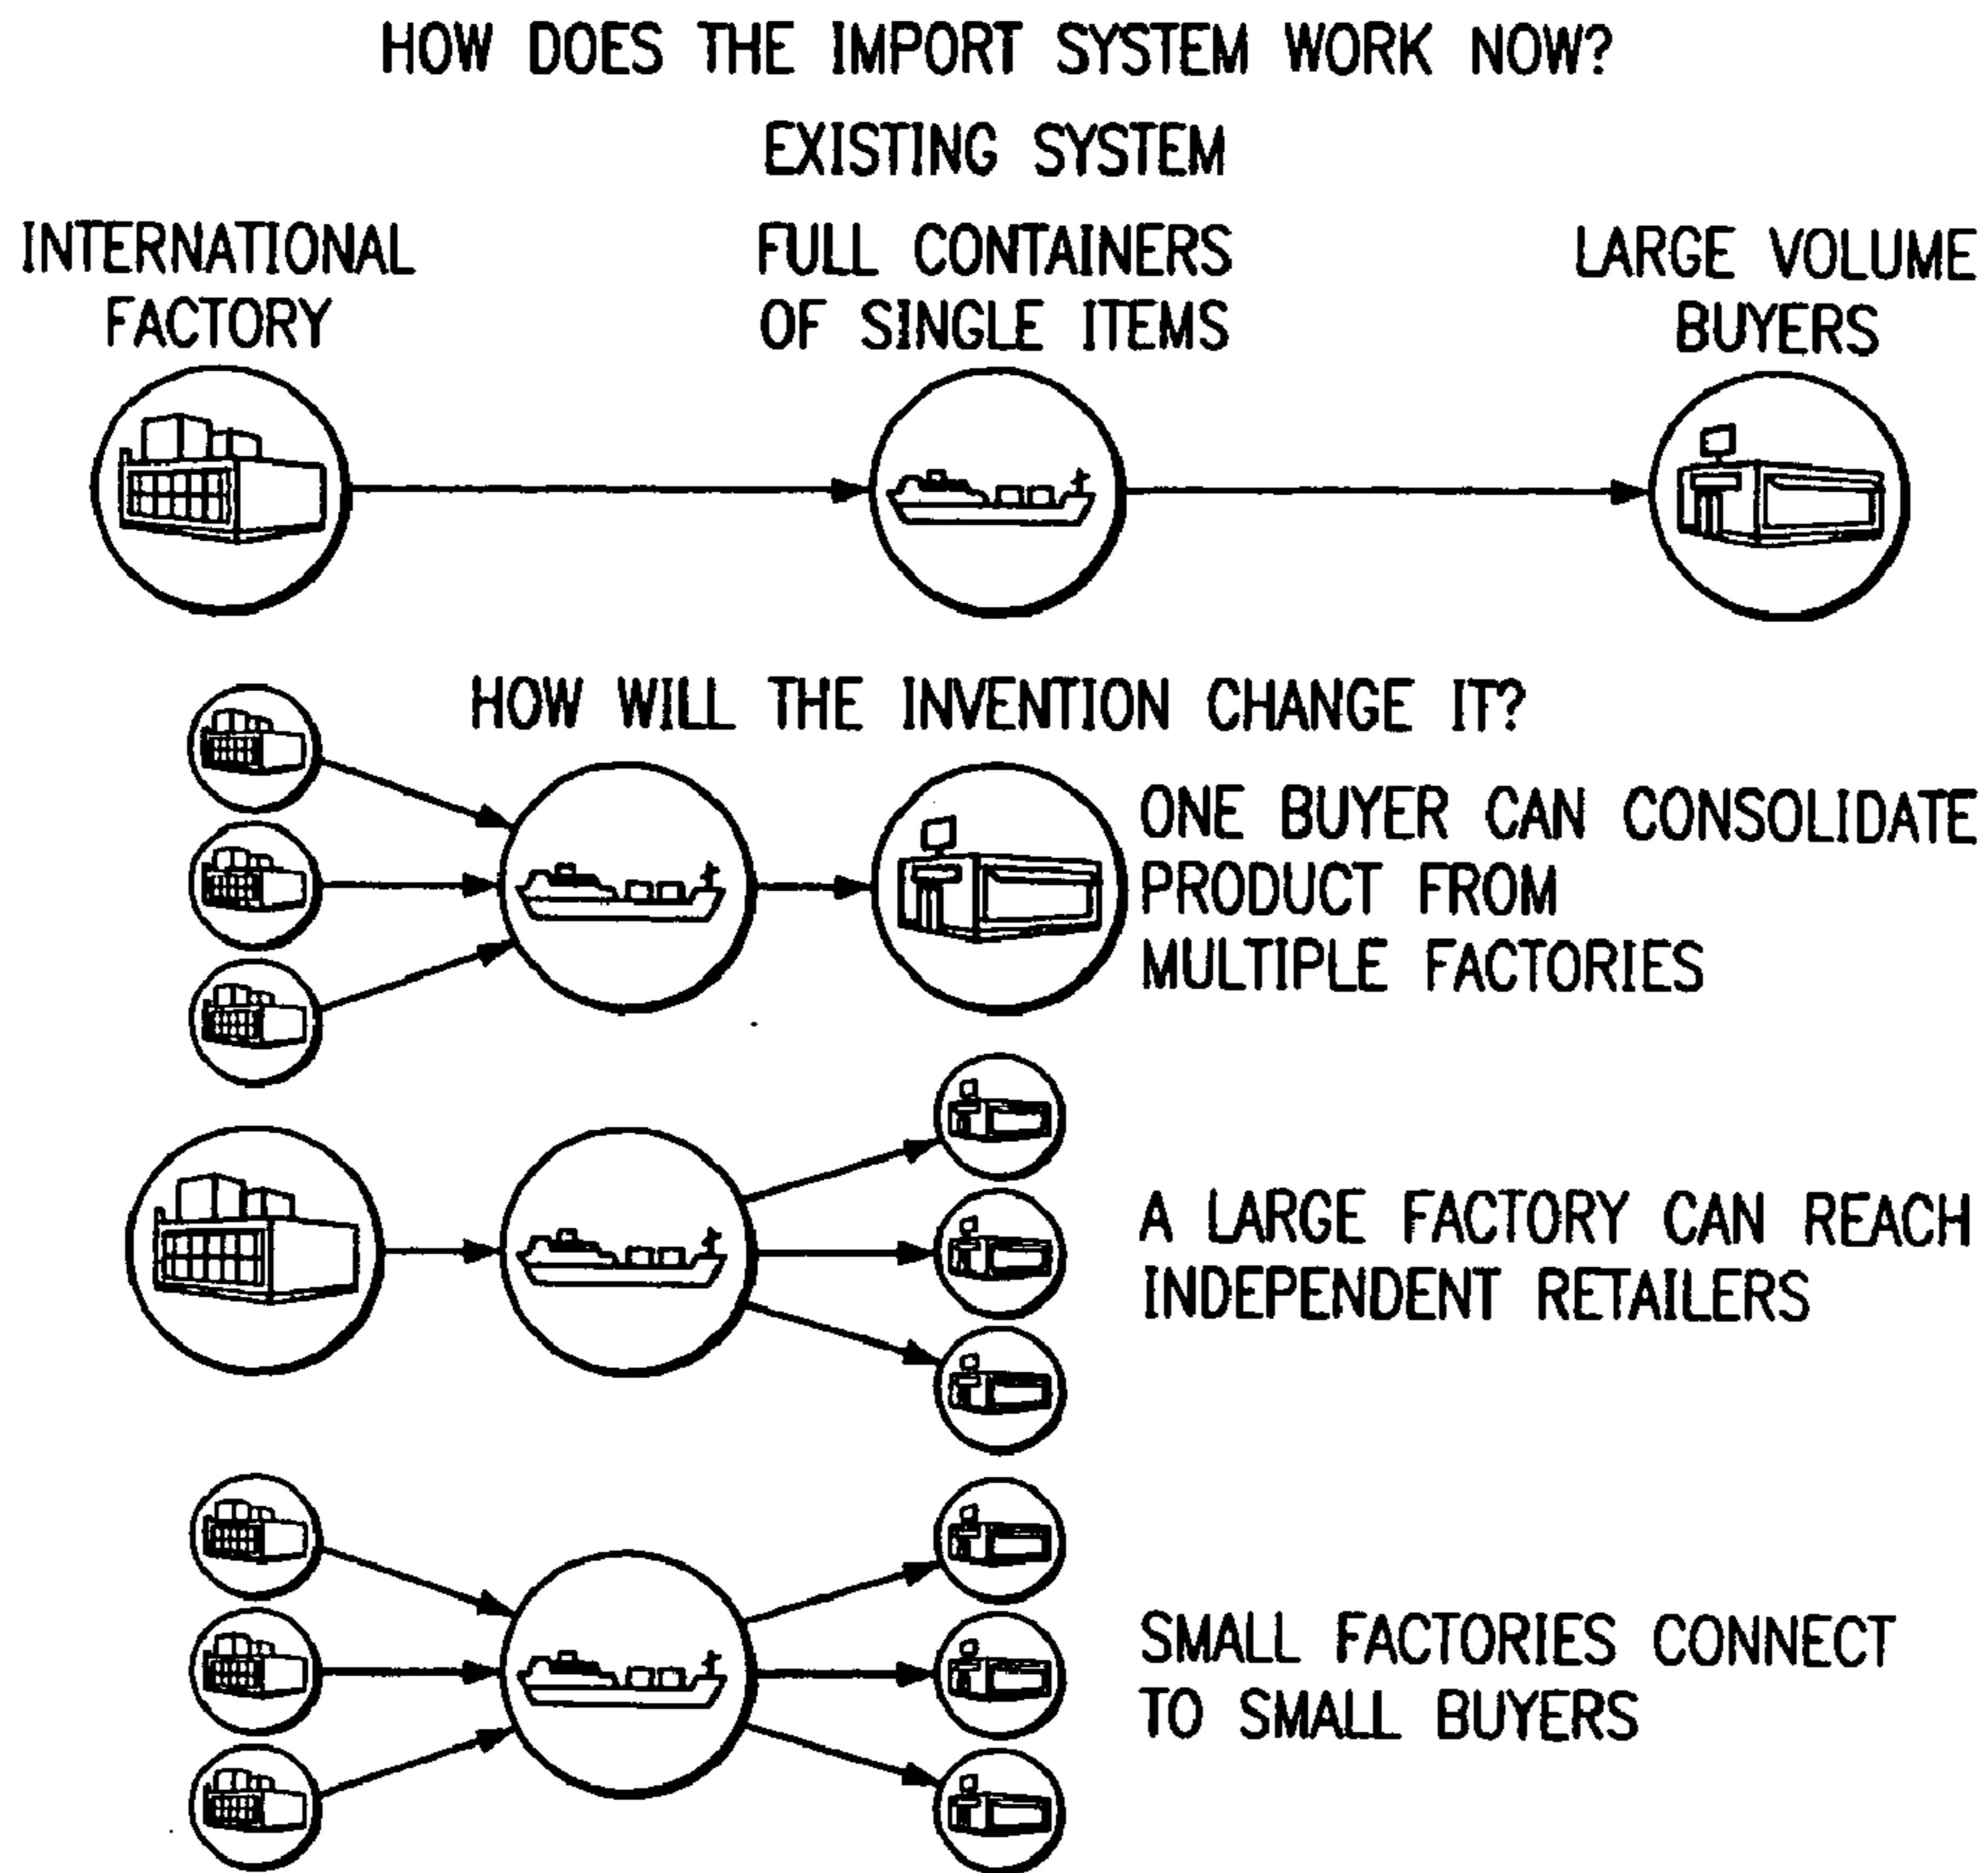 HOW DOES THE IMPORT SYSTEM WORK NOW?
EXISTING SYSTEM
INTERNATIONAL
FACTORY
FULL CONTAINERS
OF SINGLE ITEMS
LARGE VOLUME
BUYERS
HOW WILL THE INVENTION CHANGE IT?
ONE BUYER CAN CONSOLIDATE
PRODUCT FROM
MULTIPLE FACTORIES
A LARGE FACTORY CAN REACH
INDEPENDENT RETAILERS
SMALL FACTORIES CONNECT
TO SMALL BUYERS